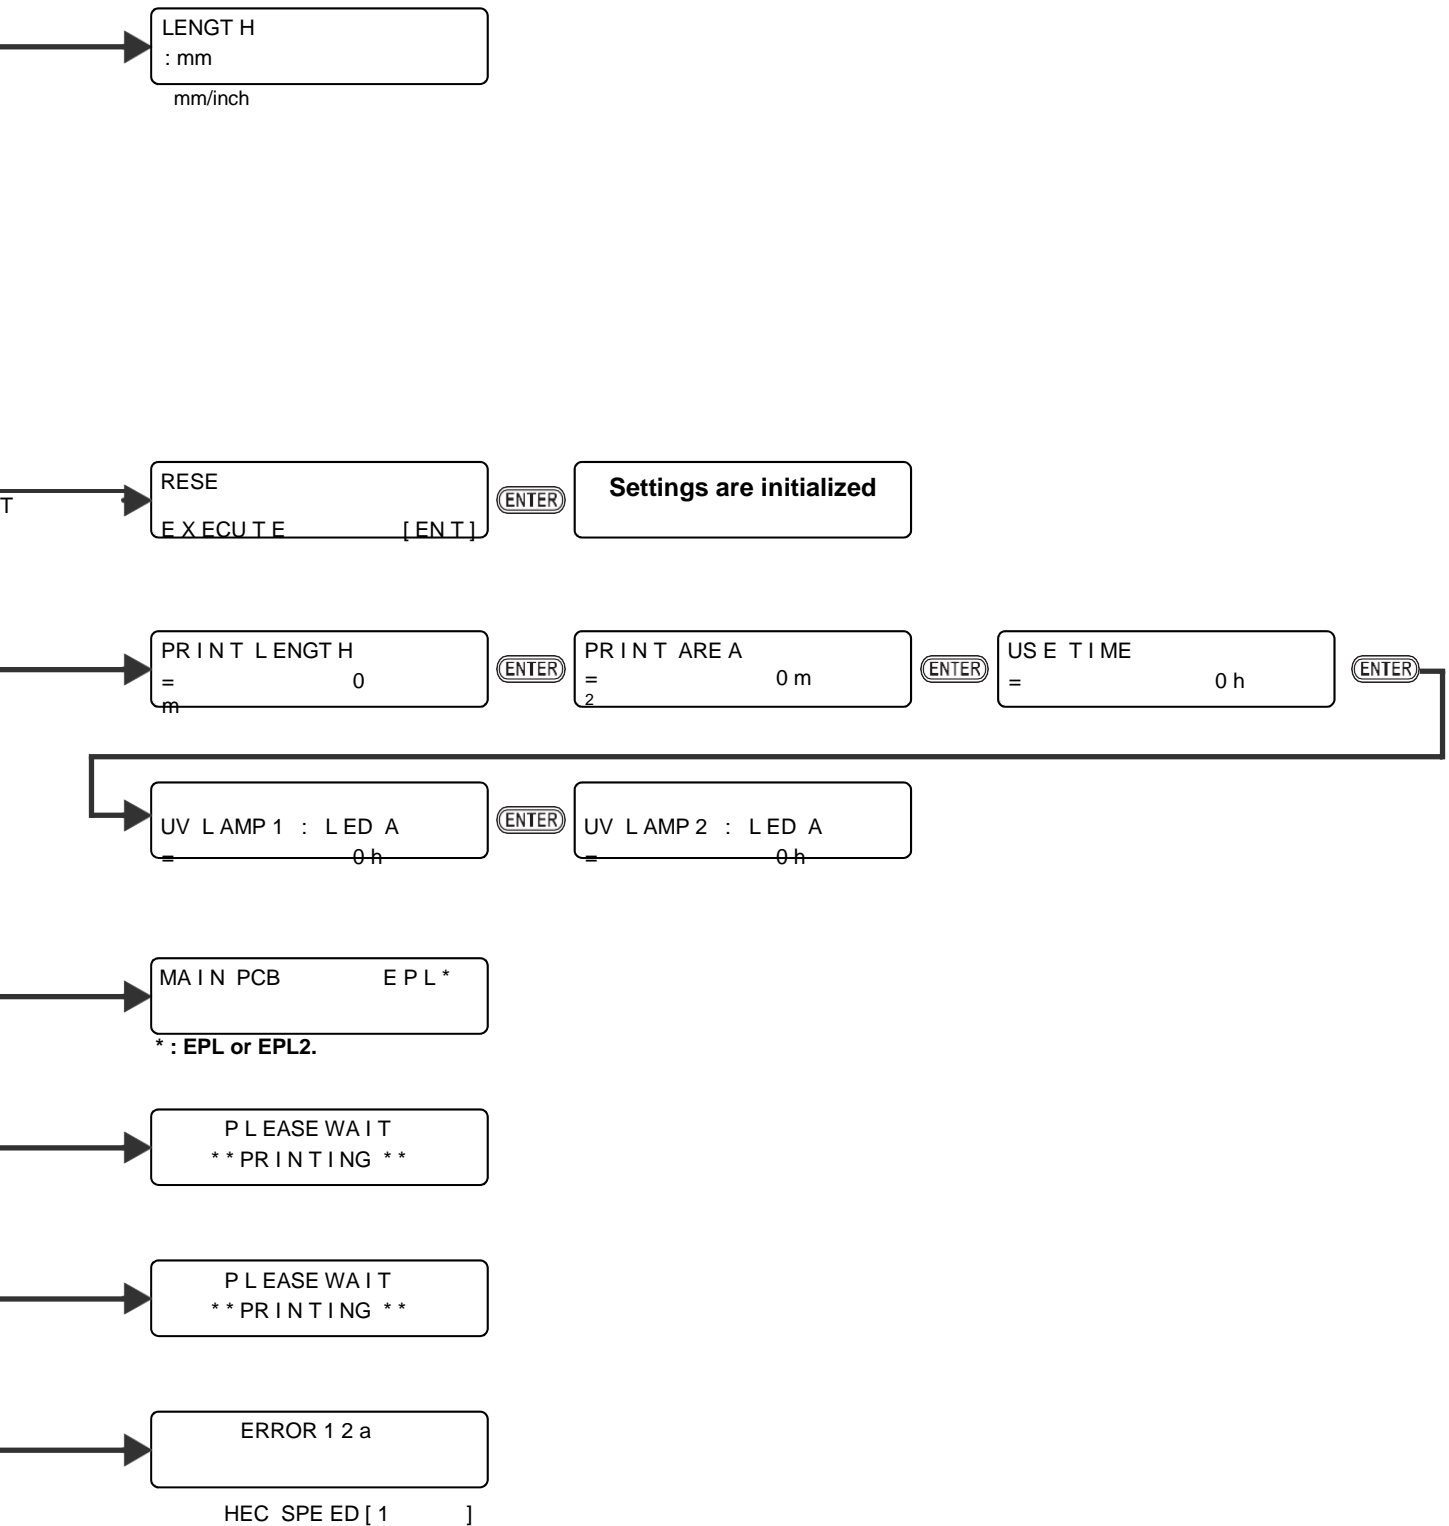 LENGT H
: mm
mm/inch
RESE
T
E X ECU T E [ EN T ]
ENTER
Settings are initialized
PR I N T L ENGT H
= 0
m
ENTER
PR I N T ARE A
= 0 m
2
ENTER
US E T I ME
= 0 h
ENTER
UV L AMP 1 : L ED A
= 0 h
ENTER
UV L AMP 2 : L ED A
= 0 h
MA I N PCB E P L *
* : EPL or EPL2.
P L EASE WA I T
* * PR I N T I NG * *
P L EASE WA I T
* * PR I N T I NG * *
ERROR 1 2 a
HEC SPE ED [ 1 ]